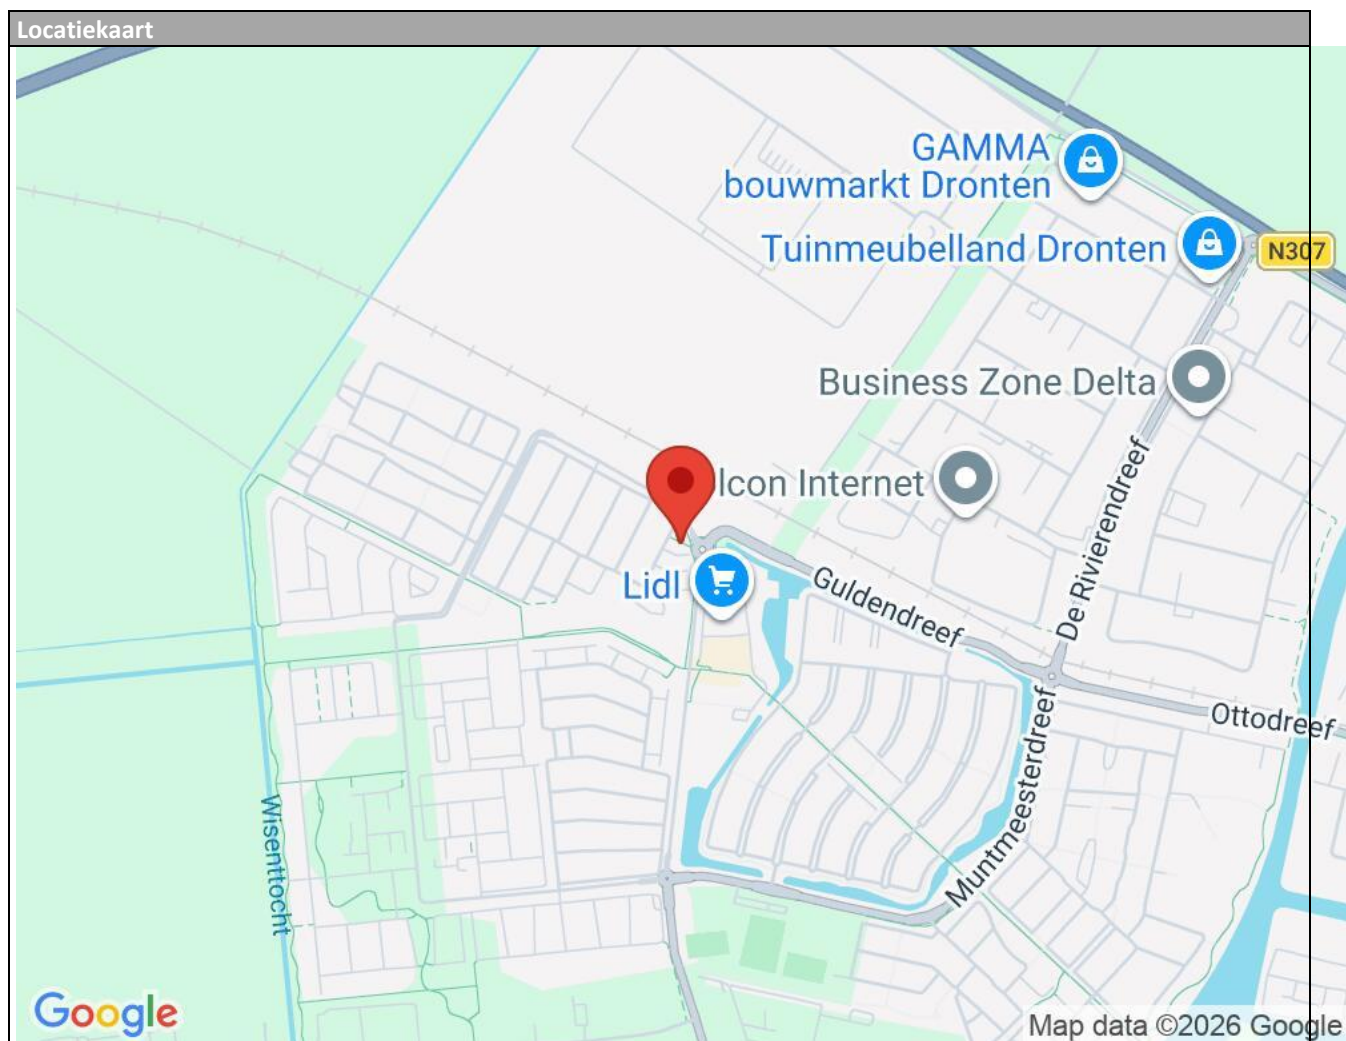 Locatiekaart
GAMMA
bouwmarkt Dronten
Tuinmeubelland Dronten
N307
Business Zone Delta
lcon Internet
De Rivierendreef
Lidl
Guldendreef
Ottodreef
Muntmeesterdreef
Wisenttocht
Google
Map data ©2026 Google